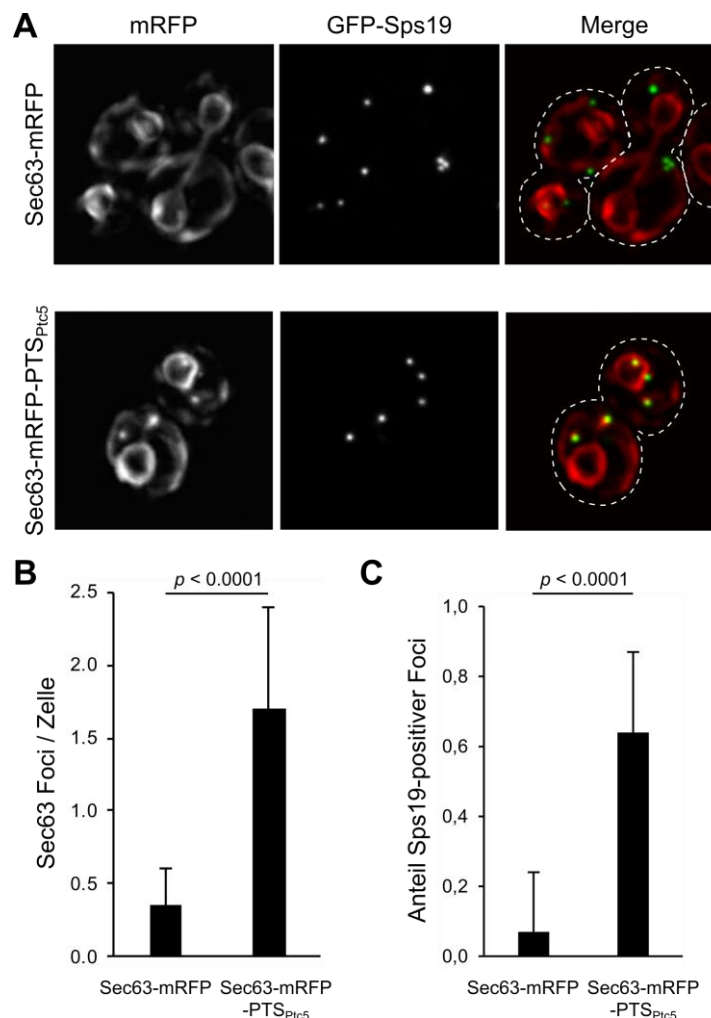 A
mRFP GFP-Sps19 Merge
Sec63-mRFP
Sec63-mRFP-PTSPtc5
B
p < 0.0001
Sec63 Foci / Zelle
2.5
2.0
1.5
1.0
0.5
0.0
Sec63-mRFP Sec63-mRFP
-PTSPtc5
C
p < 0.0001
Anteil Sps19-positiver Foci
1,0
0,8
0,6
0,4
0,2
0,0
Sec63-mRFP Sec63-mRFP
-PTSPtc5